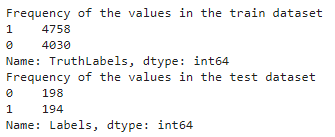 Frequency of the values in the train dataset
1    4758
0    4030
Name: TruthLabels, dtype: int64
Frequency of the values in the test dataset
0    198
1    194
Name: Labels, dtype: int64